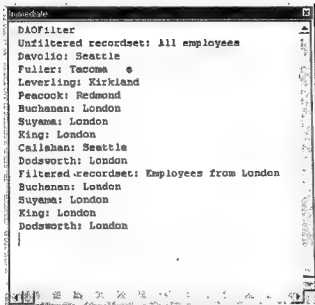 Immediate
DAOFilter
Unfiltered recordset: All employees
Davolio: Seattle
Fuller: Tacoma
Leverling: Kirkland
Peacock: Redmond
Buchanan: London
Suyama: London
King: London
Callahan: Seattle
Dodsworth: London
Filtered recordset: Employees from London
Buchanan: London
Suyama: London
King: London
Dodsworth: London